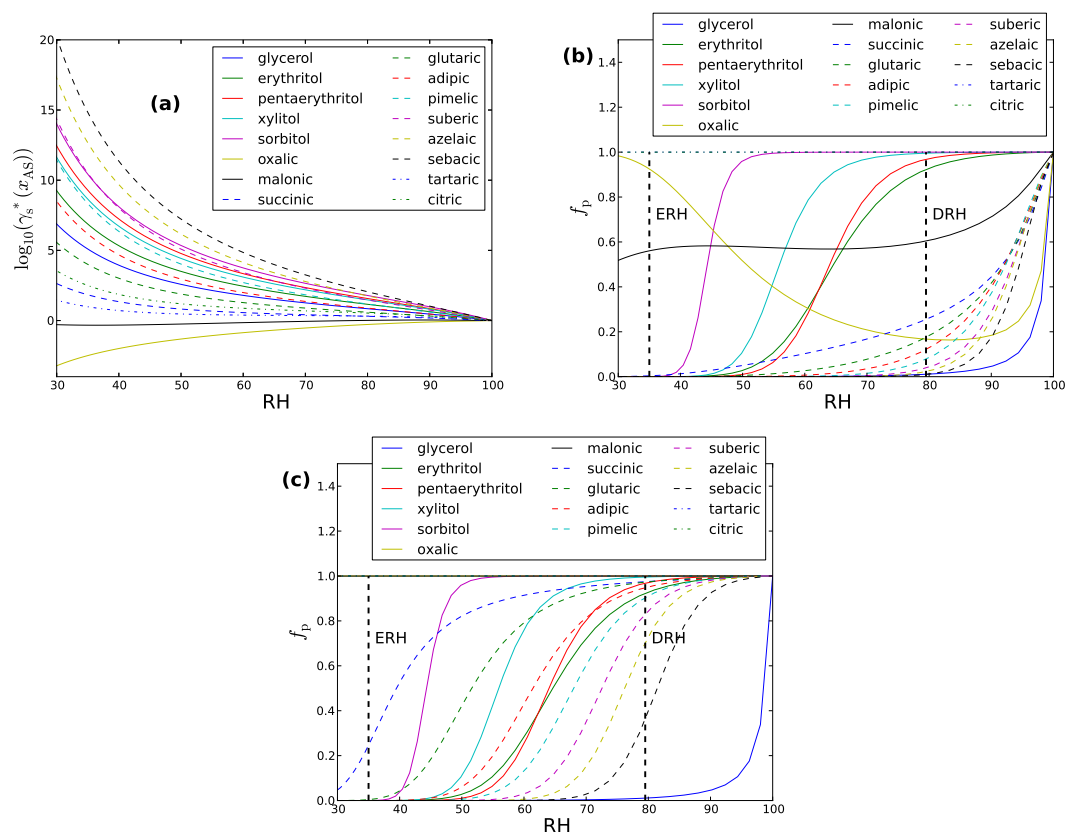 (a)
glycerol
erythritol
pentaerythritol
xylitol
sorbitol
oxalic
malonic
succinic
glutaric
adipic
pimelic
suberic
azelaic
sebacic
tartaric
citric
20
15
10
5
0
log₁₀(γₛ*(x_AS))
30 40 50 60 70 80 90 100
RH
(b)
glycerol
erythritol
pentaerythritol
xylitol
sorbitol
oxalic
malonic
succinic
glutaric
adipic
pimelic
suberic
azelaic
sebacic
tartaric
citric
1.4
1.2
1.0
0.8
0.6
0.4
0.2
0.0
fₚ
ERH
DRH
30 40 50 60 70 80 90 100
RH
(c)
glycerol
erythritol
pentaerythritol
xylitol
sorbitol
oxalic
malonic
succinic
glutaric
adipic
pimelic
suberic
azelaic
sebacic
tartaric
citric
1.4
1.2
1.0
0.8
0.6
0.4
0.2
0.0
fₚ
ERH
DRH
30 40 50 60 70 80 90 100
RH